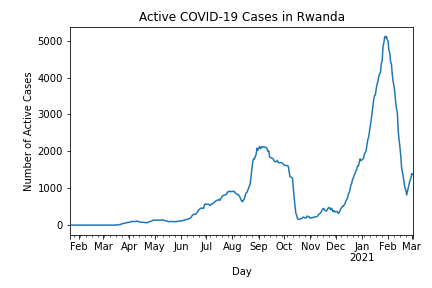 Active COVID-19 Cases in Rwanda
5000
4000
3000
2000
1000
0
Number of Active Cases
Feb Mar Apr May Jun Jul Aug Sep Oct Nov Dec Jan Feb Mar
2021
Day